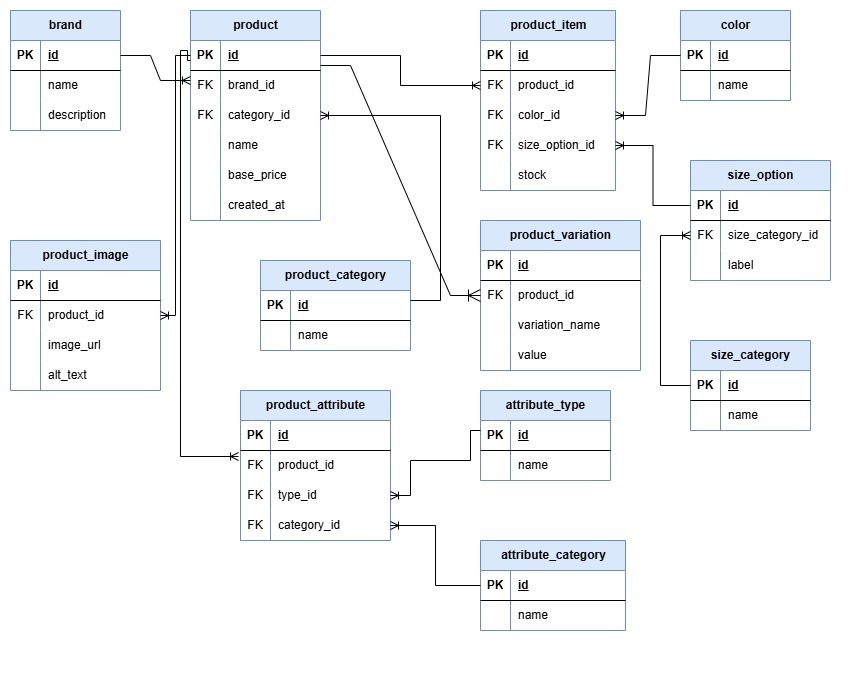 brand
PK id
name
description
product
PK id
FK brand_id
FK category_id
name
base_price
created_at
product_item
PK id
FK product_id
FK color_id
FK size_option_id
stock
color
PK id
name
size_option
PK id
FK size_category_id
label
product_image
PK id
FK product_id
image_url
alt_text
product_category
PK id
name
product_variation
PK id
FK product_id
variation_name
value
size_category
PK id
name
product_attribute
PK id
FK product_id
FK type_id
FK category_id
attribute_type
PK id
name
attribute_category
PK id
name